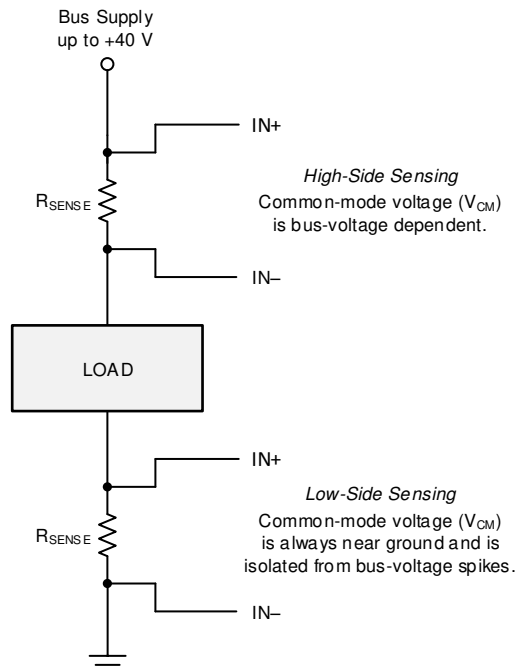 Bus Supply
up to +40 V
IN+
High-Side Sensing
Common-mode voltage (VCM)
is bus-voltage dependent.
RSENSE
IN–
LOAD
IN+
Low-Side Sensing
Common-mode voltage (VCM)
is always near ground and is
isolated from bus-voltage spikes.
RSENSE
IN–